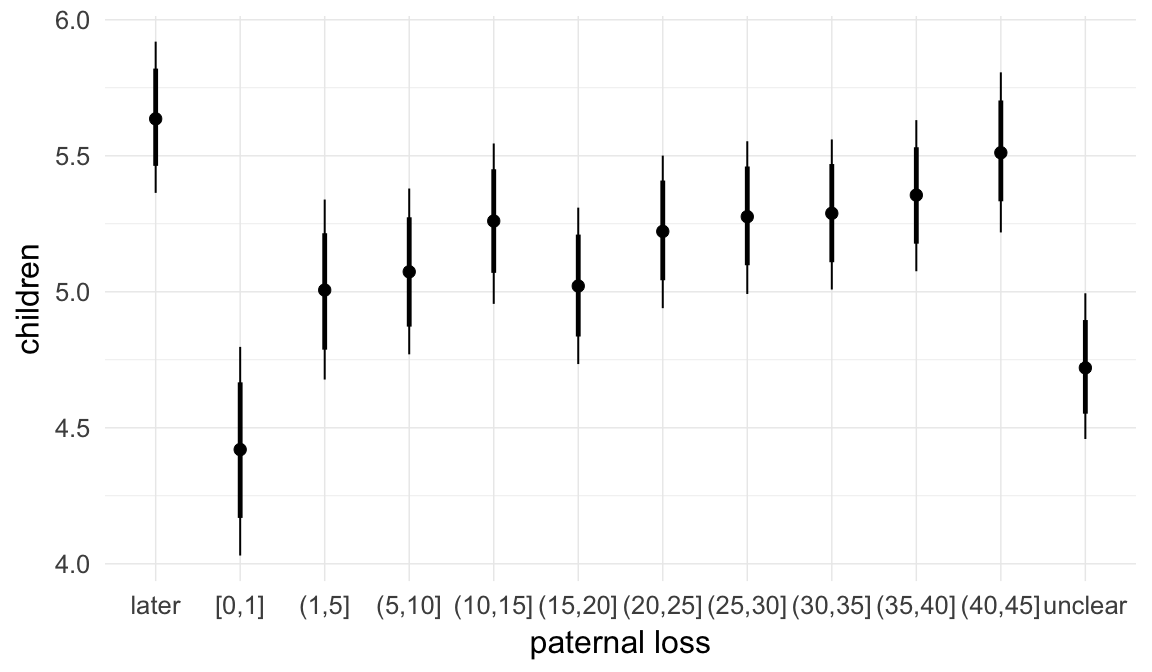 6.0
5.5
5.0
4.5
4.0
children
later [0,1] (1,5] (5,10] (10,15] (15,20] (20,25] (25,30] (30,35] (35,40] (40,45] unclear
paternal loss